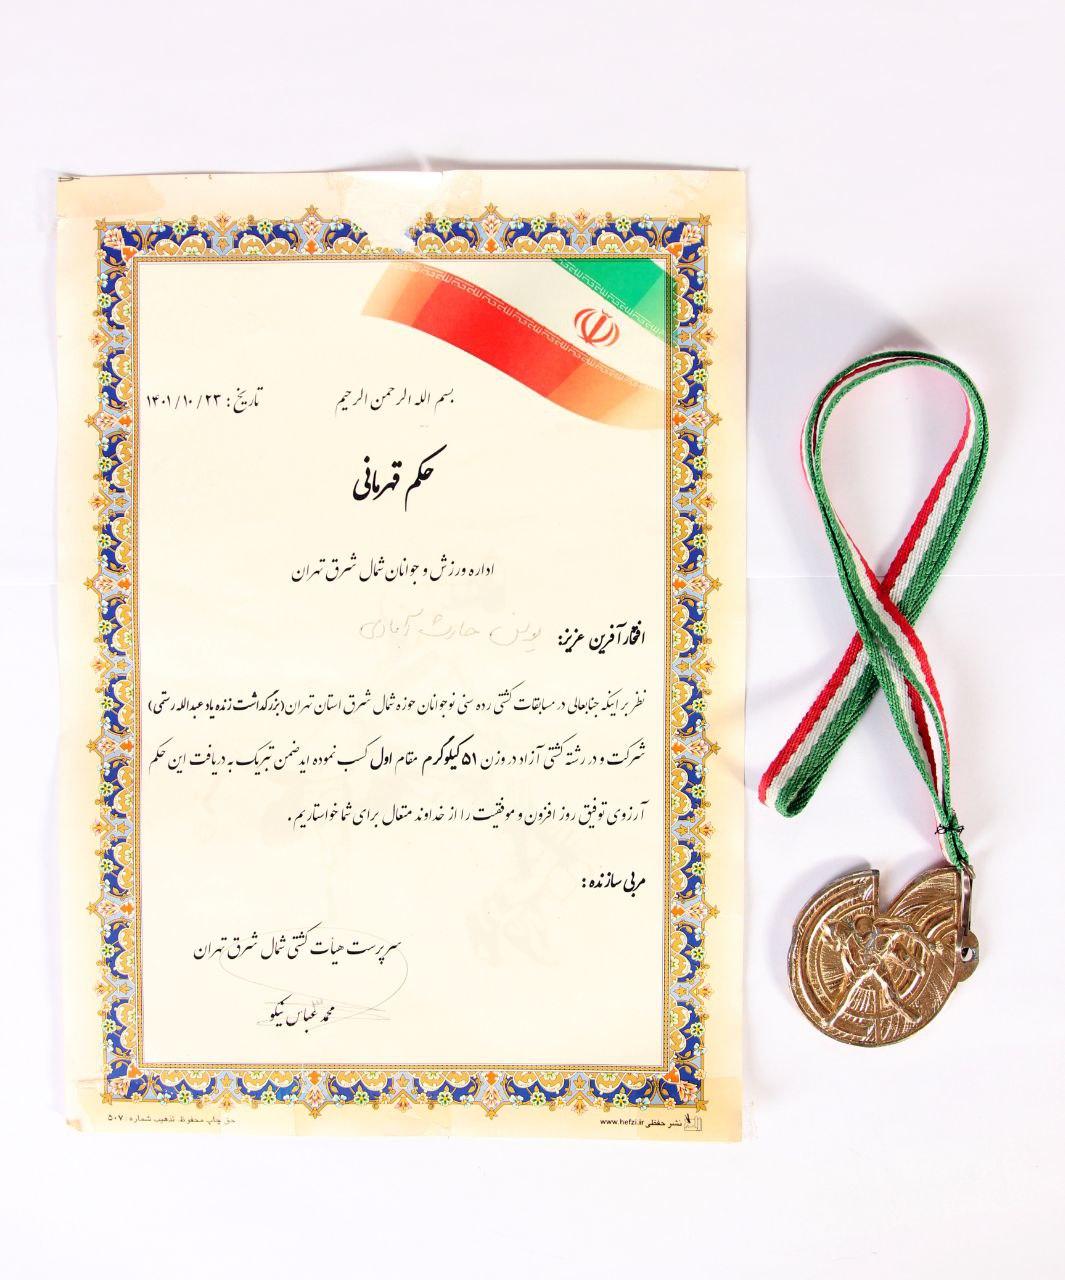 بسم الله الرحمن الرحیم
تاریخ : ۱۴۰۱/۱۰/۲۳
حکم قهرمانی
اداره ورزش و جوانان شمال شرق تهران
افتخارآفرین عزیز: یونس حارث آبادی
نظر بر اینکه جنابعالی در مسابقات کشتی رده سنی نوجوانان حوزه شمال شرق استان تهران(بزرگداشت زنده یاد عبدالله رستمی)
شرکت و در رشته کشتی آزاد در وزن ۵۱ کیلوگرم مقام اول کسب نموده اید ضمن تبریک به دریافت این حکم
آرزوی توفیق روز افزون و موفقیت را از خداوند متعال برای شما خواستاریم .
مربی سازنده :
سرپرست هیأت کشتی شمال شرق تهران
محمد عباس نیکو
نشر حفظی www.hefzi.ir
حق چاپ محفوظ. تذهیب شماره : ۵۰۷